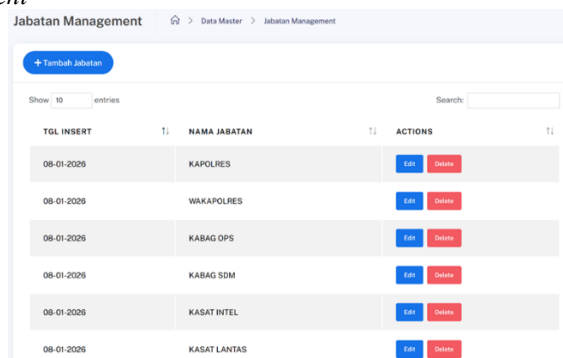 Jabatan Management Data Master > Jabatan Management
+ Tambah Jabatan
Show 10 entries Search:
TGL INSERT NAMA JABATAN ACTIONS
08-01-2026 KAPOLRES Edit Delete
08-01-2026 WAKAPOLRES Edit Delete
08-01-2026 KABAG OPS Edit Delete
08-01-2026 KABAG SDM Edit Delete
08-01-2026 KASAT INTEL Edit Delete
08-01-2026 KASAT LANTAS Edit Delete